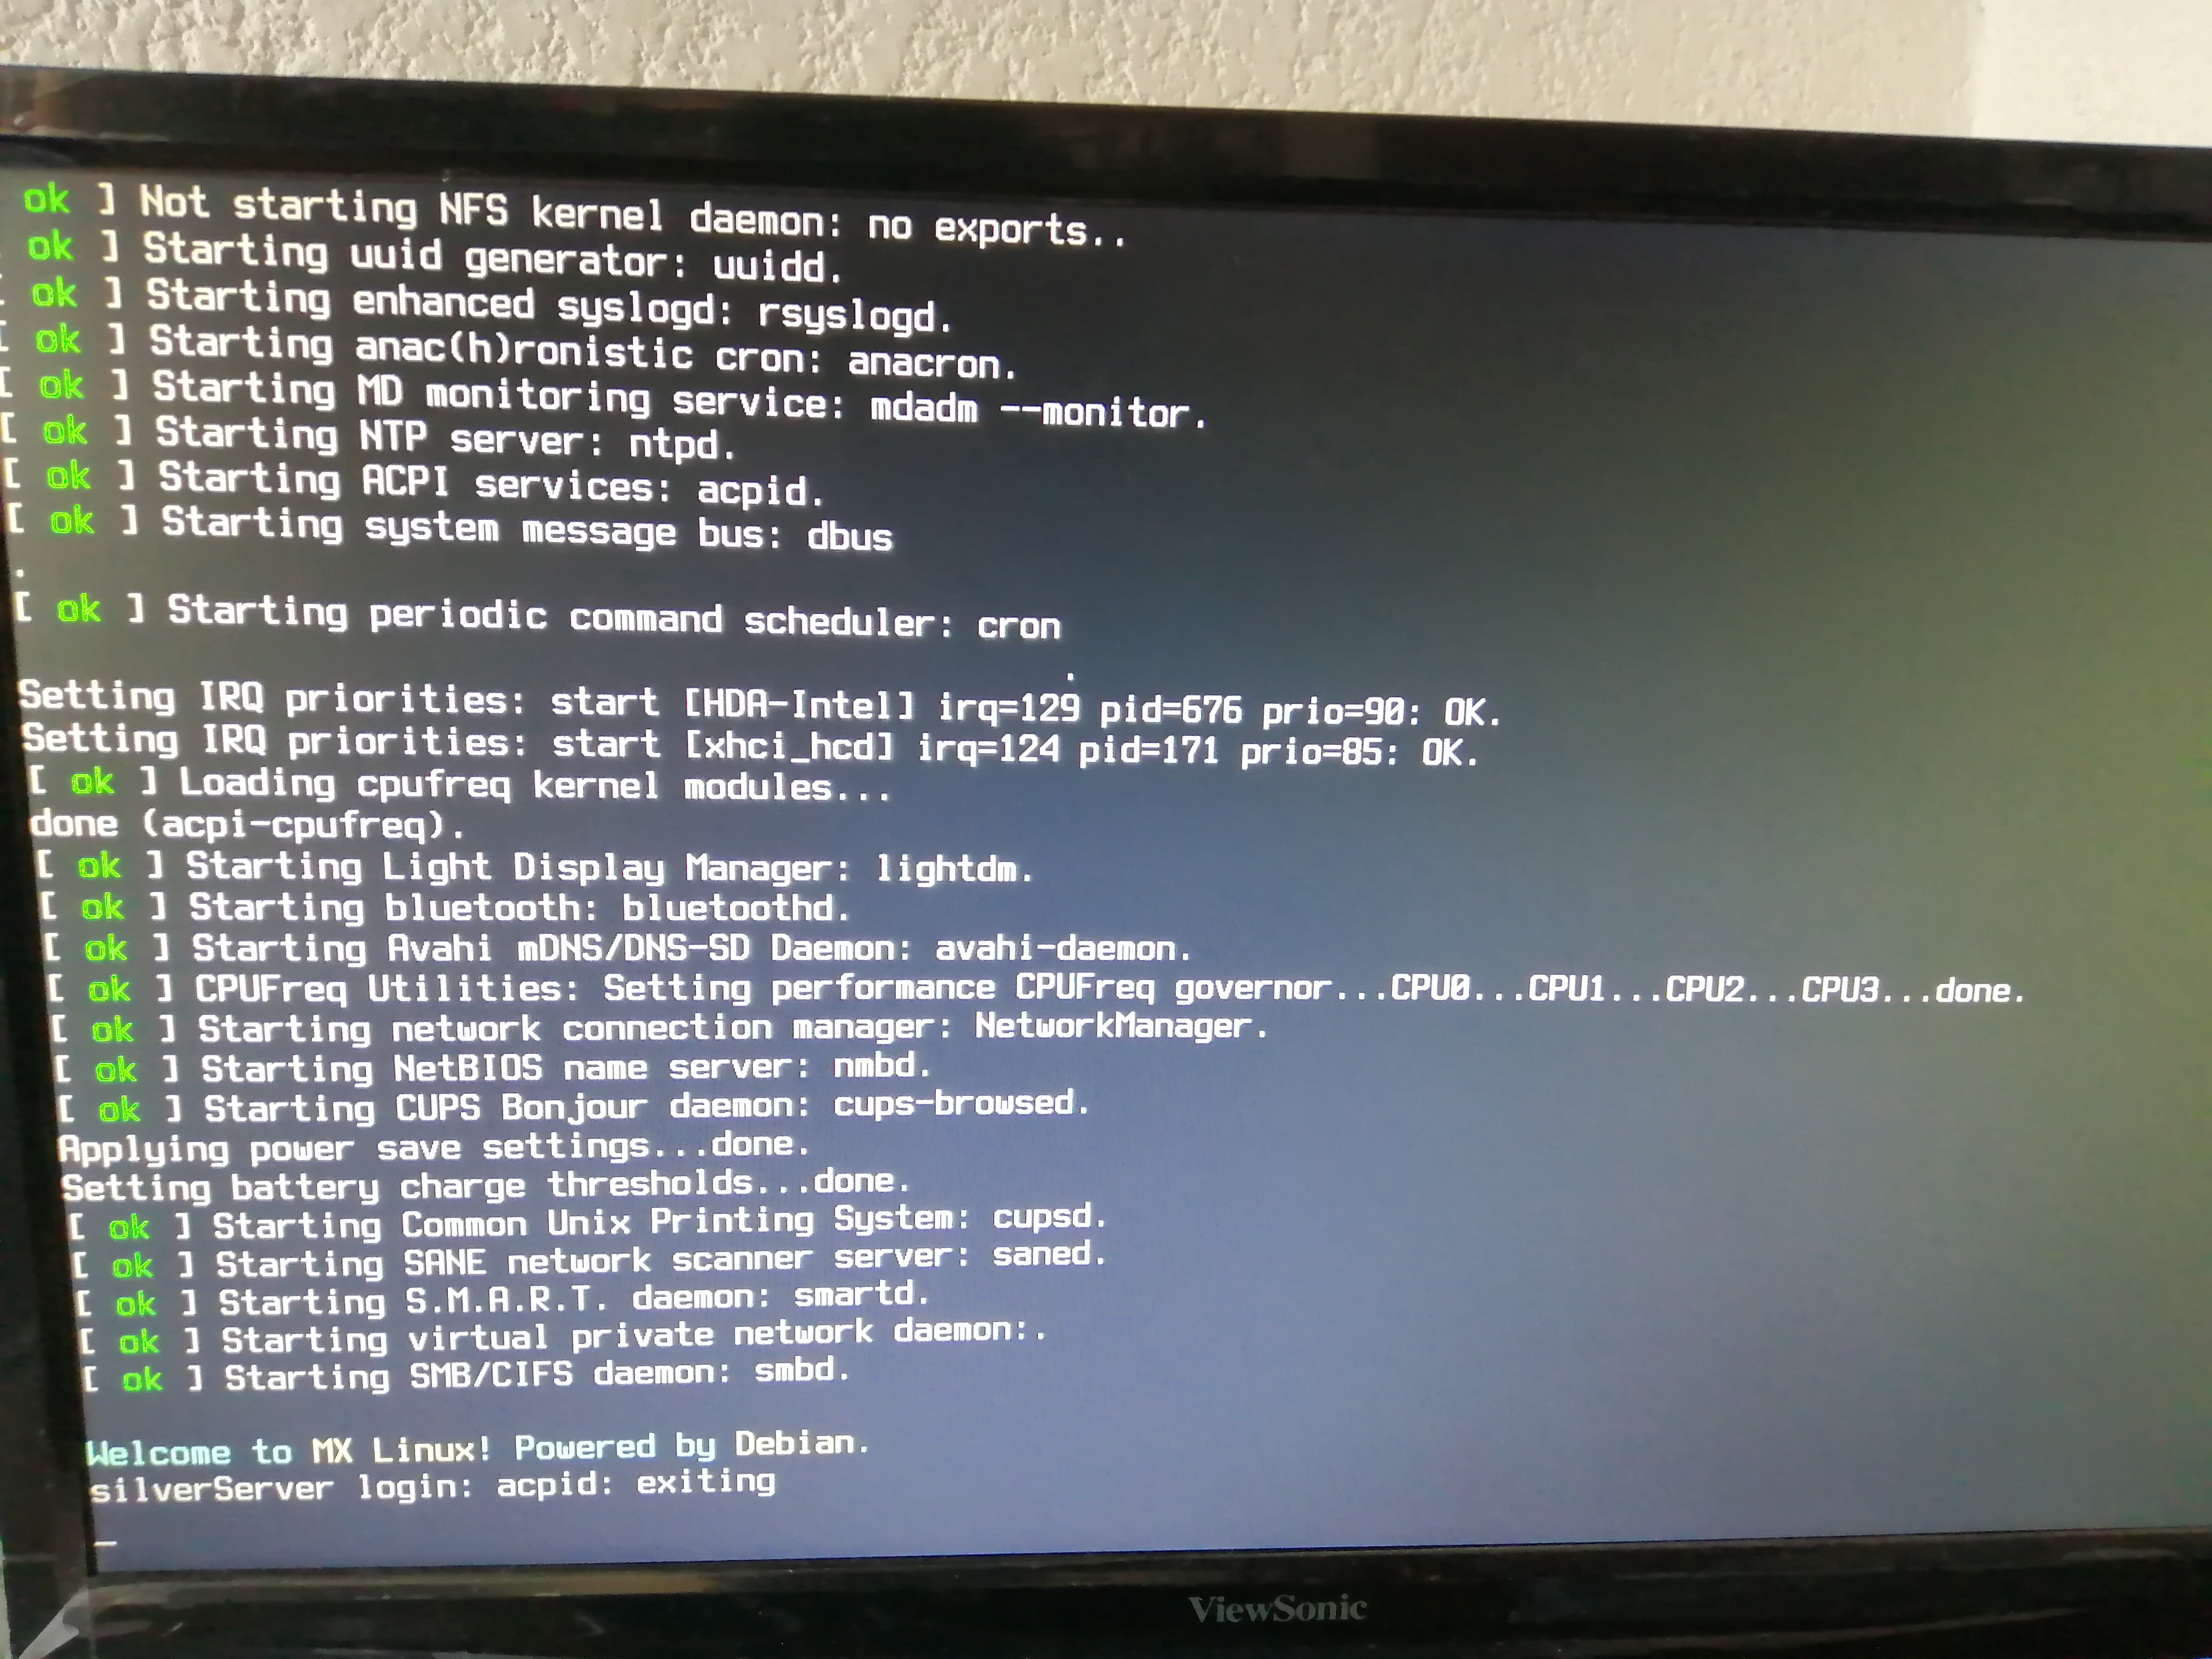 ok ] Not starting NFS kernel daemon: no exports..
ok ] Starting uuid generator: uuidd.
[ ok ] Starting enhanced syslogd: rsyslogd.
[ ok ] Starting anac(h)ronistic cron: anacron.
[ ok ] Starting MD monitoring service: mdadm --monitor.
[ ok ] Starting NTP server: ntpd.
[ ok ] Starting ACPI services: acpid.
[ ok ] Starting system message bus: dbus
.
[ ok ] Starting periodic command scheduler: cron
.
Setting IRQ priorities: start [HDA-Intel] irq=129 pid=676 prio=90: OK.
Setting IRQ priorities: start [xhci_hcd] irq=124 pid=171 prio=85: OK.
[ ok ] Loading cpufreq kernel modules...
done (acpi-cpufreq).
[ ok ] Starting Light Display Manager: lightdm.
[ ok ] Starting bluetooth: bluetoothd.
[ ok ] Starting Avahi mDNS/DNS-SD Daemon: avahi-daemon.
[ ok ] CPUFreq Utilities: Setting performance CPUFreq governor...CPU0...CPU1...CPU2...CPU3...done.
[ ok ] Starting network connection manager: NetworkManager.
[ ok ] Starting NetBIOS name server: nmbd.
[ ok ] Starting CUPS Bonjour daemon: cups-browsed.
Applying power save settings...done.
Setting battery charge thresholds...done.
[ ok ] Starting Common Unix Printing System: cupsd.
[ ok ] Starting SANE network scanner server: saned.
[ ok ] Starting S.M.A.R.T. daemon: smartd.
[ ok ] Starting virtual private network daemon:.
[ ok ] Starting SMB/CIFS daemon: smbd.
Welcome to MX Linux! Powered by Debian.
silverServer login: acpid: exiting
_
ViewSonic